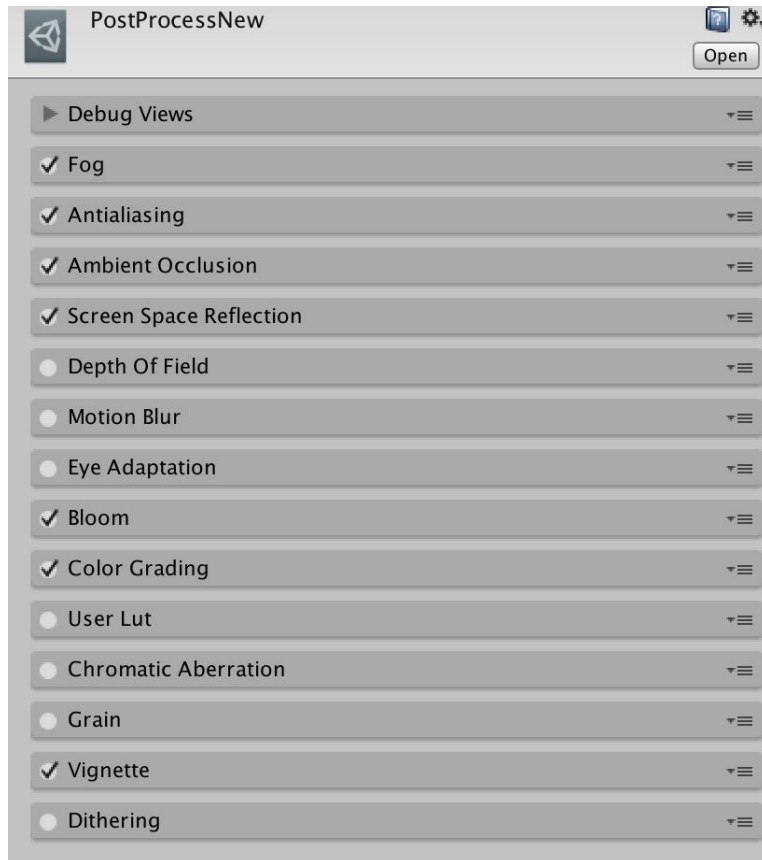 PostProcessNew
Open
Debug Views
Fog
Antialiasing
Ambient Occlusion
Screen Space Reflection
Depth Of Field
Motion Blur
Eye Adaptation
Bloom
Color Grading
User Lut
Chromatic Aberration
Grain
Vignette
Dithering